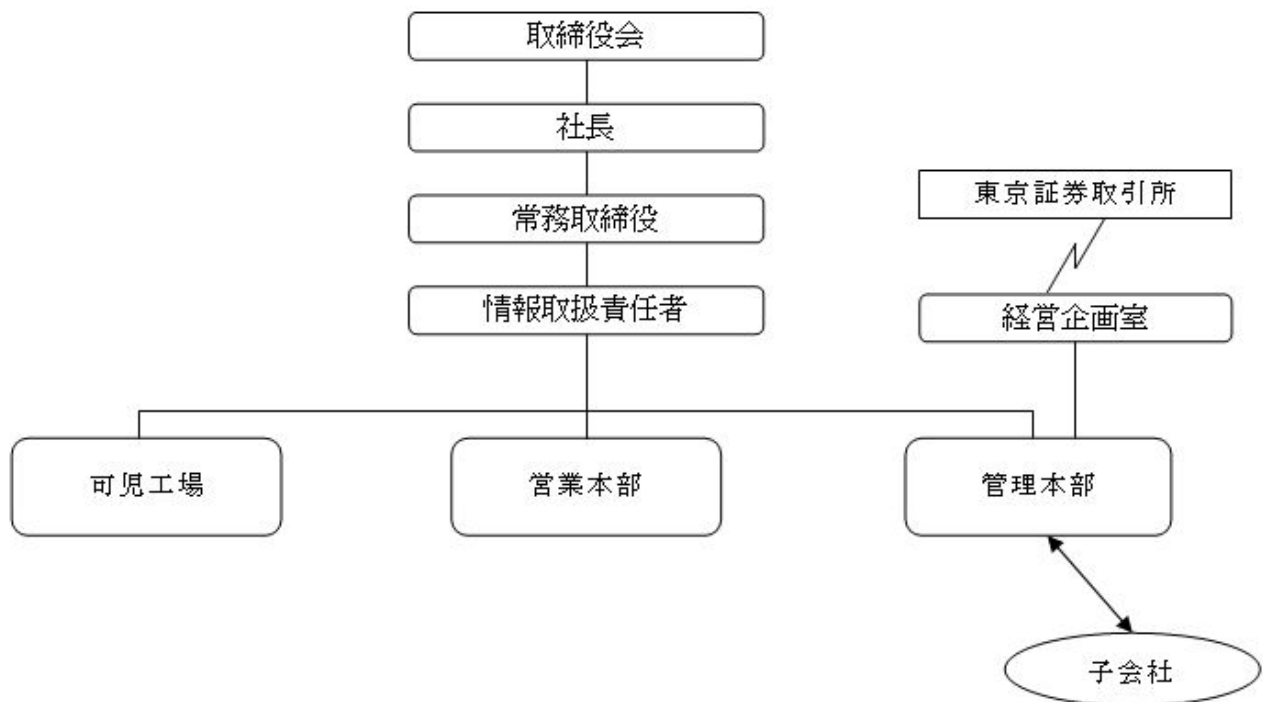 取締役会
社長
東京証券取引所
常務取締役
情報取扱責任者
経営企画室
可児工場
営業本部
管理本部
子会社